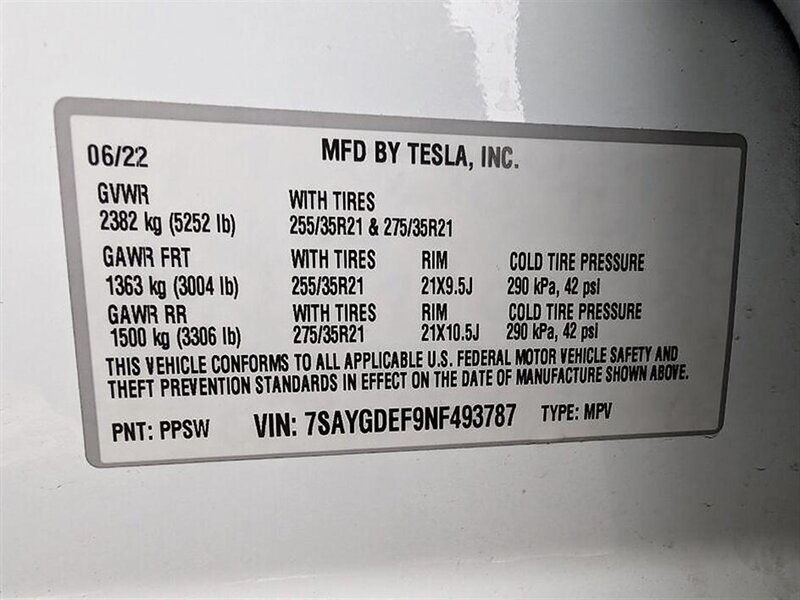 06/22 MFD BY TESLA, INC.
GVWR WITH TIRES
2382 kg (5252 lb) 255/35R21 & 275/35R21
GAWR FRT WITH TIRES RIM COLD TIRE PRESSURE
1363 kg (3004 lb) 255/35R21 21X9.5J 290 kPa, 42 psi
GAWR RR WITH TIRES RIM COLD TIRE PRESSURE
1500 kg (3306 lb) 275/35R21 21X10.5J 290 kPa, 42 psi
THIS VEHICLE CONFORMS TO ALL APPLICABLE U.S. FEDERAL MOTOR VEHICLE SAFETY AND
THEFT PREVENTION STANDARDS IN EFFECT ON THE DATE OF MANUFACTURE SHOWN ABOVE.
PNT: PPSW VIN: 7SAYGDEF9NF493787 TYPE: MPV